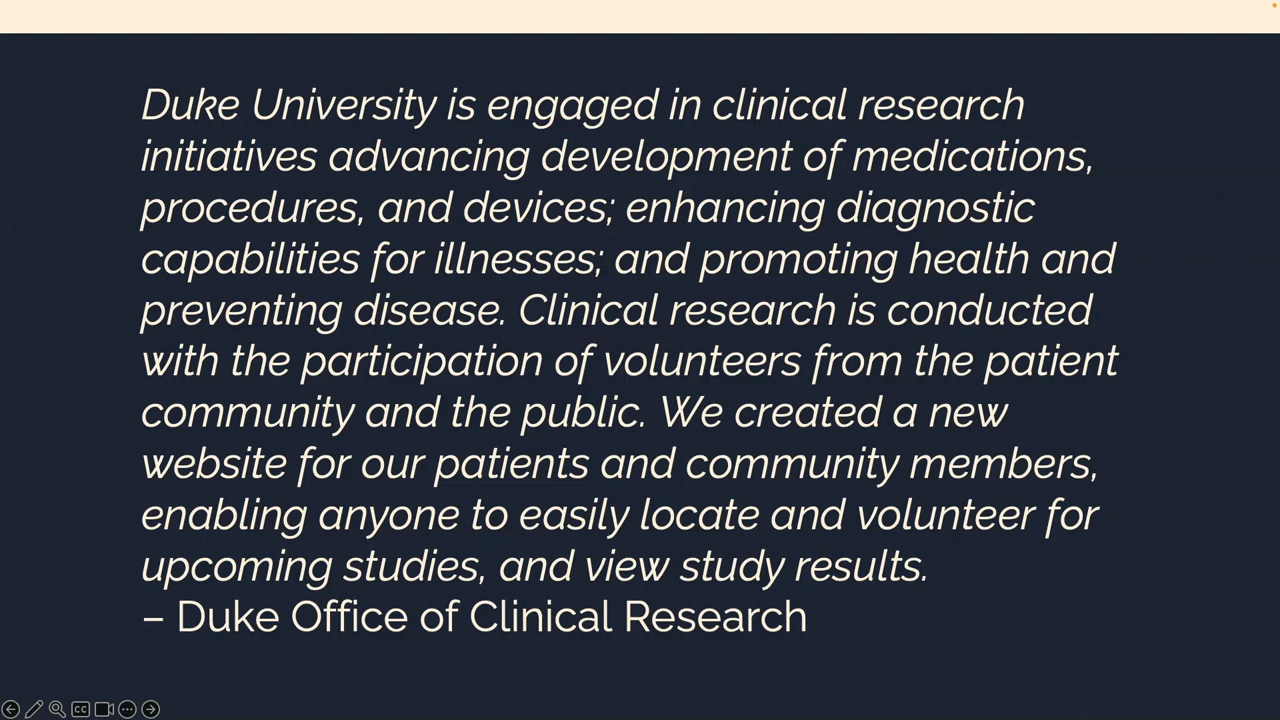 Duke University is engaged in clinical research
initiatives advancing development of medications,
procedures, and devices; enhancing diagnostic
capabilities for illnesses; and promoting health and
preventing disease. Clinical research is conducted
with the participation of volunteers from the patient
community and the public. We created a new
website for our patients and community members,
enabling anyone to easily locate and volunteer for
upcoming studies, and view study results.
– Duke Office of Clinical Research
CC